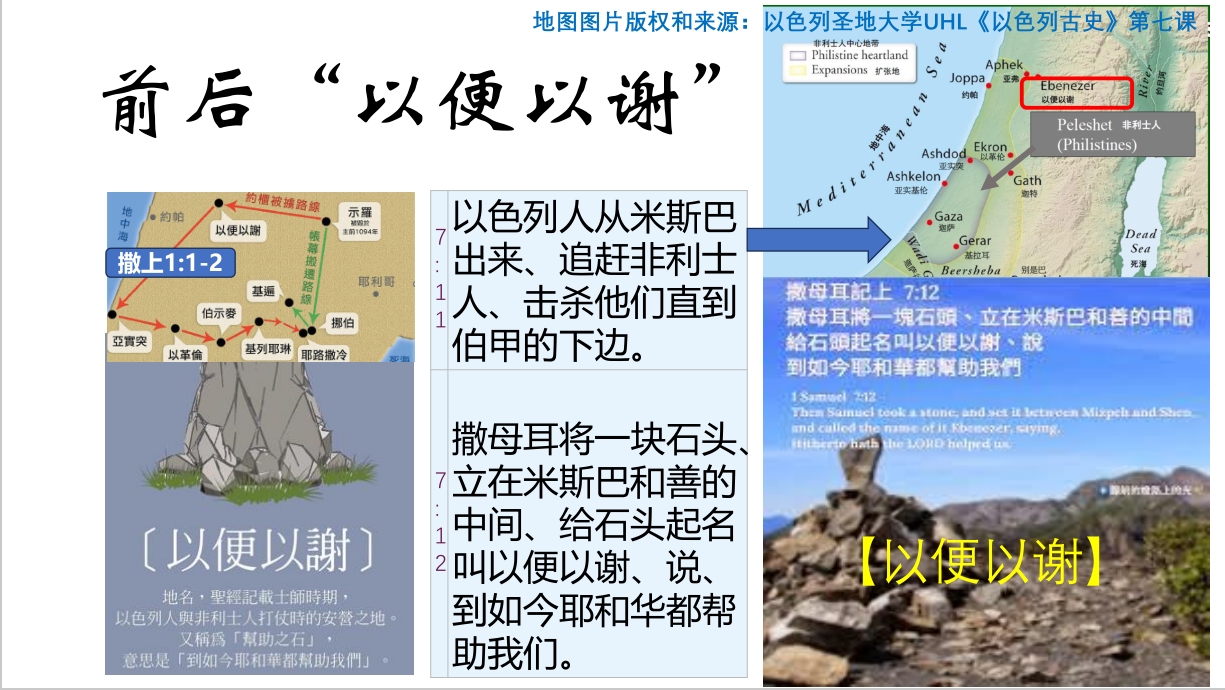 地图图片版权和来源：以色列圣地大学UHL《以色列古史》第七课
前后“以便以谢”
地中海
約帕
約櫃被擄路線
以便以謝
示羅
被毀於
主前1094年
撒上1:1-2
帳幕搬遷路線
耶利哥
基遍
伯示麥
挪伯
亞實突
以革倫
基列耶琳
耶路撒冷
死海
〔以便以謝〕
地名，聖經記載士師時期，
以色列人與非利士人打仗時的安營之地。
又稱爲「幫助之石」，
意思是「到如今耶和華都幫助我們」。
7:11
以色列人从米斯巴
出来、追赶非利士
人、击杀他们直到
伯甲的下边。
7:12
撒母耳将一块石头、
立在米斯巴和善的
中间、给石头起名
叫以便以谢、说、
到如今耶和华都帮
助我们。
非利士人中心地带
Philistine heartland
Expansions 扩张地
Mediterranean Sea
地中海
Joppa
约帕
Aphek
亚弗
Ebenezer
以便以谢
River
约旦河
Peleshet 非利士人
(Philistines)
Ashdod
亚实突
Ekron
以革伦
Ashkelon
亚实基伦
Gath
迦特
Gaza
迦萨
Gerar
基拉耳
Wadi G
Beersheba
别是巴
Dead
Sea
死海
撒母耳記上 7:12
撒母耳將一塊石頭、立在米斯巴和善的中間
給石頭起名叫以便以謝、說
到如今耶和華都幫助我們
1 Samuel 7:12
Then Samuel took a stone, and set it between Mizpeh and Shen,
and called the name of it Ebenezer, saying,
Hitherto hath the LORD helped us.
【以便以谢】